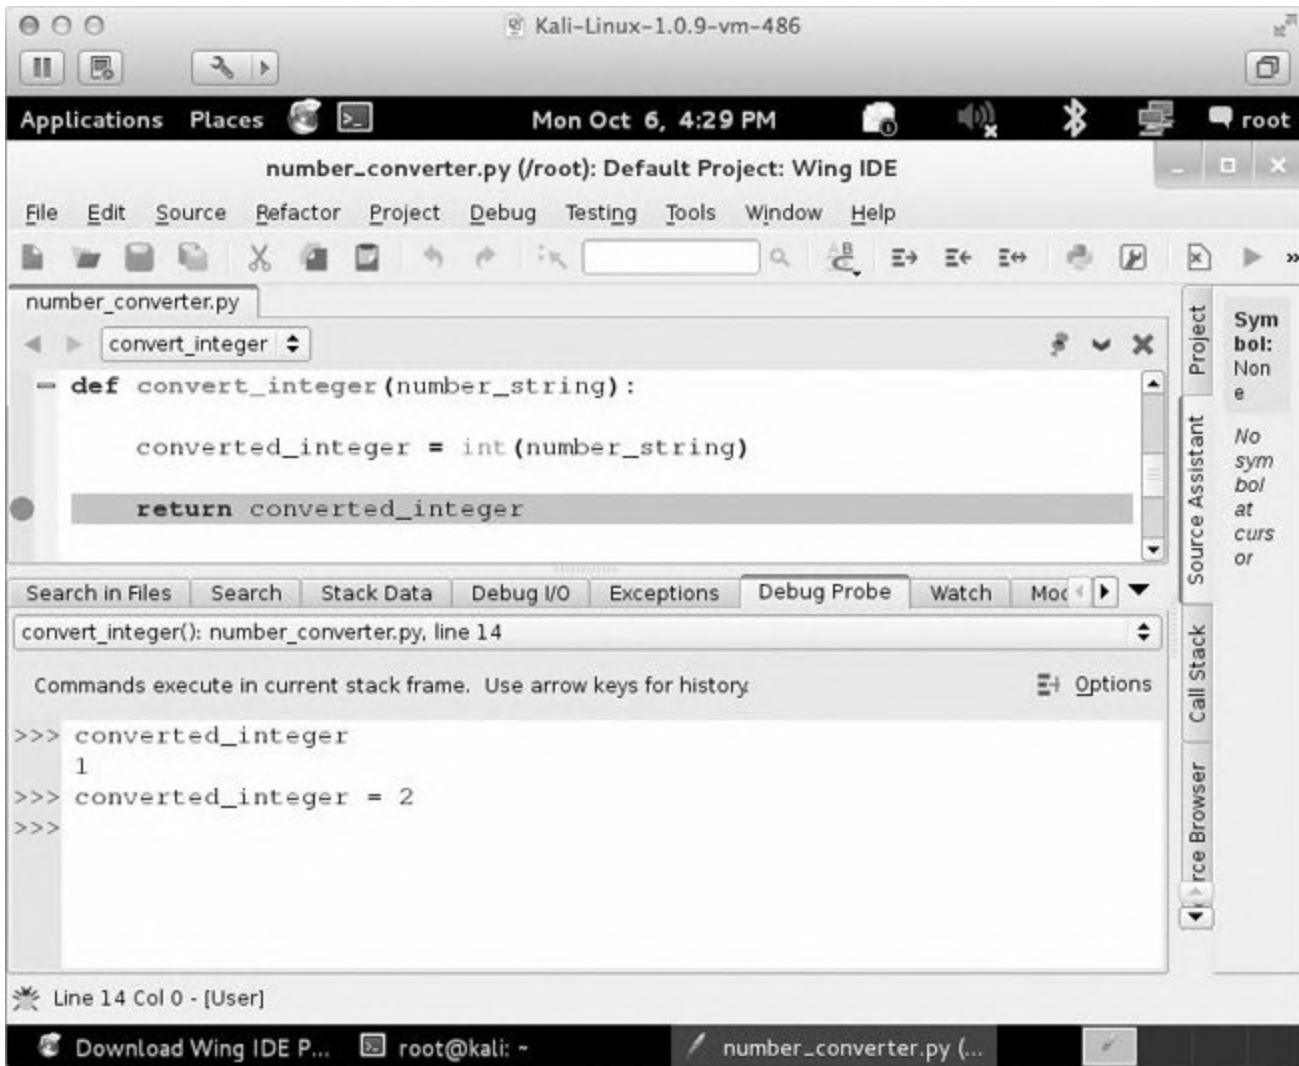 Kali-Linux-1.0.9-vm-486
Applications Places Mon Oct 6, 4:29 PM root
number_converter.py (/root): Default Project: Wing IDE
File Edit Source Refactor Project Debug Testing Tools Window Help
number_converter.py
convert_integer
def convert_integer(number_string):
converted_integer = int(number_string)
return converted_integer
Project
Source Assistant
Call Stack
rce Browser
Sym
bol:
Non
e
No
sym
bol
at
curs
or
Search in Files Search Stack Data Debug I/O Exceptions Debug Probe Watch Moc
convert_integer(): number_converter.py, line 14
Commands execute in current stack frame. Use arrow keys for history. Options
>>> converted_integer
1
>>> converted_integer = 2
>>>
Line 14 Col 0 - [User]
Download Wing IDE P... root@kali: ~ number_converter.py (...